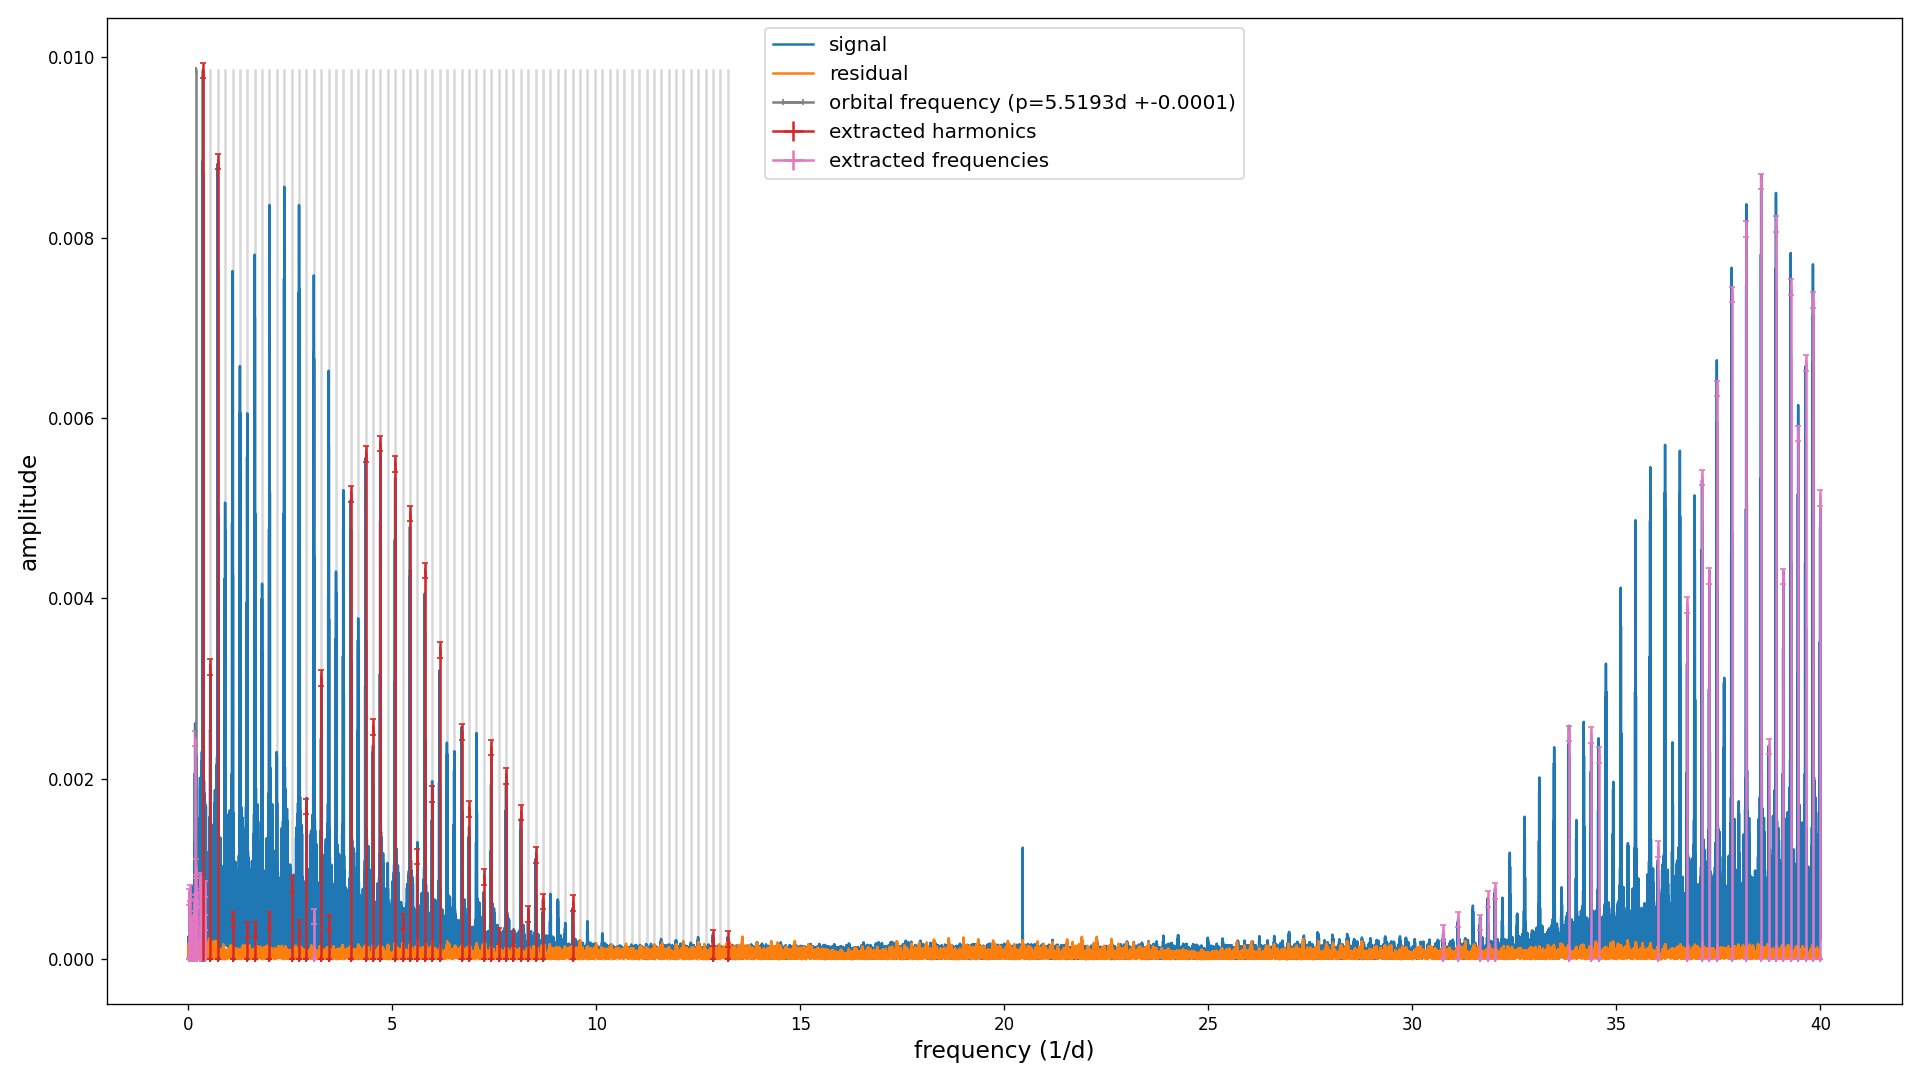 signal
residual
orbital frequency (p=5.5193d +-0.0001)
extracted harmonics
extracted frequencies
amplitude
0.010
0.008
0.006
0.004
0.002
0.000
0 5 10 15 20 25 30 35 40
frequency (1/d)